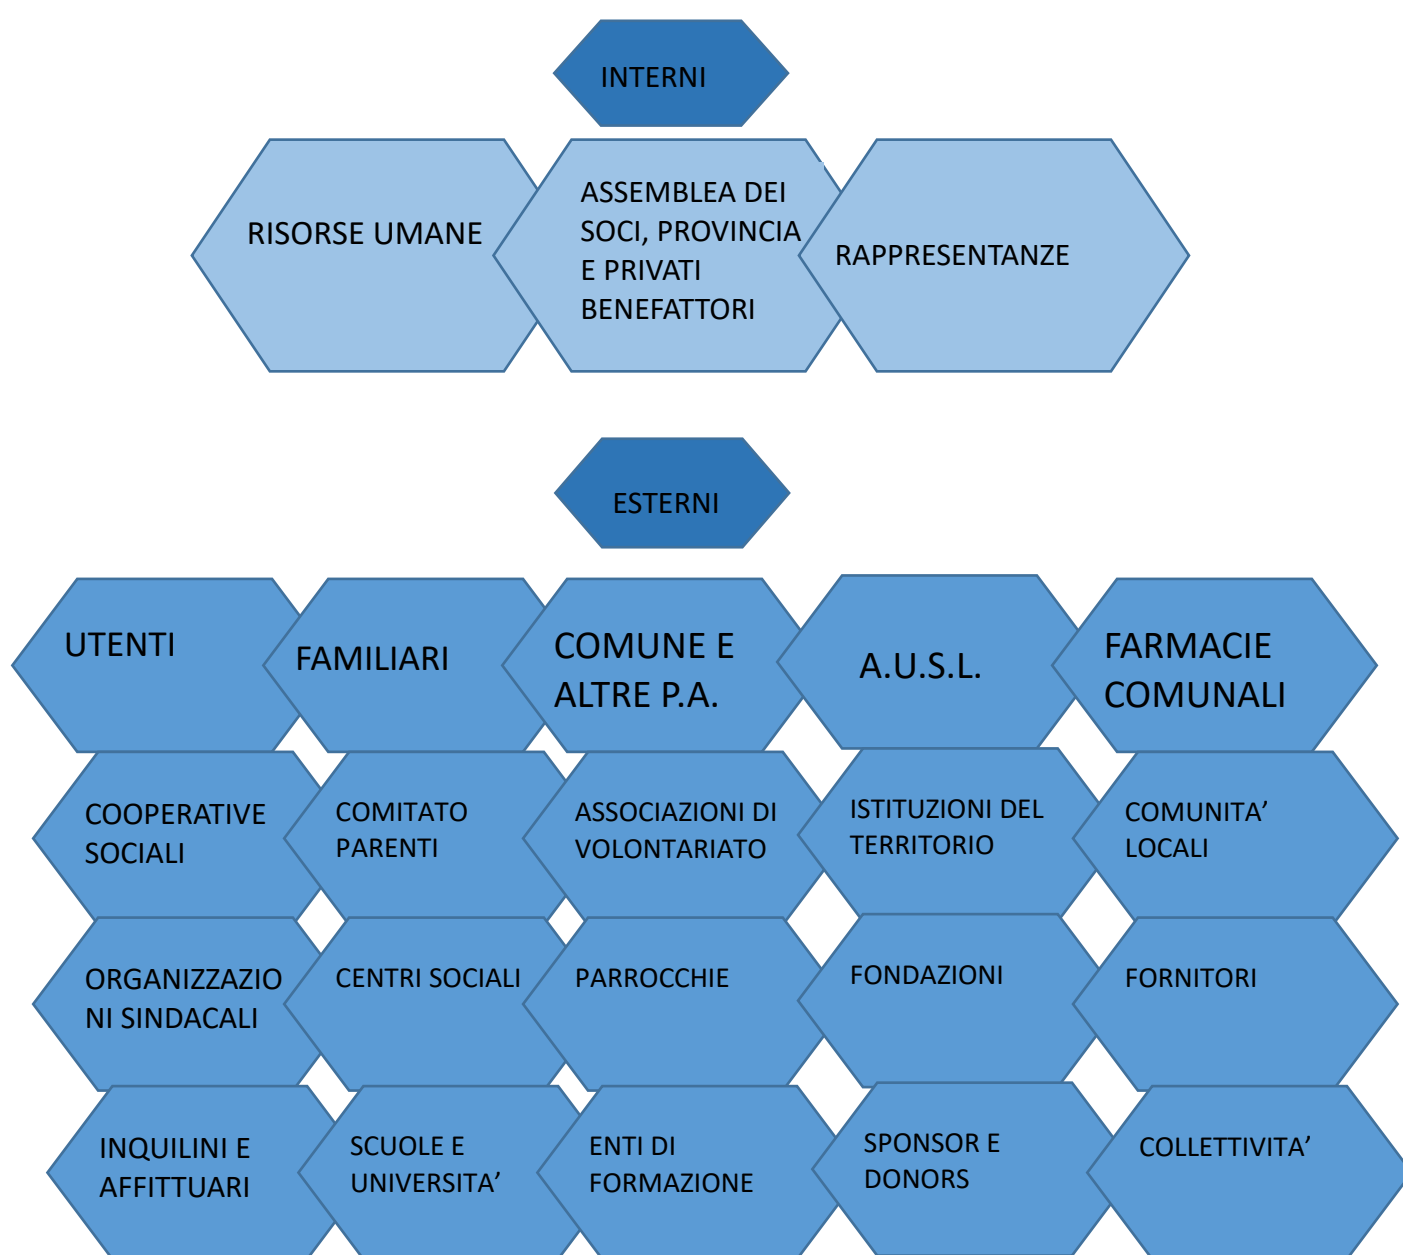 INTERNI
RISORSE UMANE
ASSEMBLEA DEI
SOCI, PROVINCIA
E PRIVATI
BENEFATTORI
RAPPRESENTANZE
ESTERNI
UTENTI
FAMILIARI
COMUNE E
ALTRE P.A.
A.U.S.L.
FARMACIE
COMUNALI
COOPERATIVE
SOCIALI
COMITATO
PARENTI
ASSOCIAZIONI DI
VOLONTARIATO
ISTITUZIONI DEL
TERRITORIO
COMUNITA’
LOCALI
ORGANIZZAZIO
NI SINDACALI
CENTRI SOCIALI
PARROCCHIE
FONDAZIONI
FORNITORI
INQUILINI E
AFFITTUARI
SCUOLE E
UNIVERSITA’
ENTI DI
FORMAZIONE
SPONSOR E
DONORS
COLLETTIVITA’